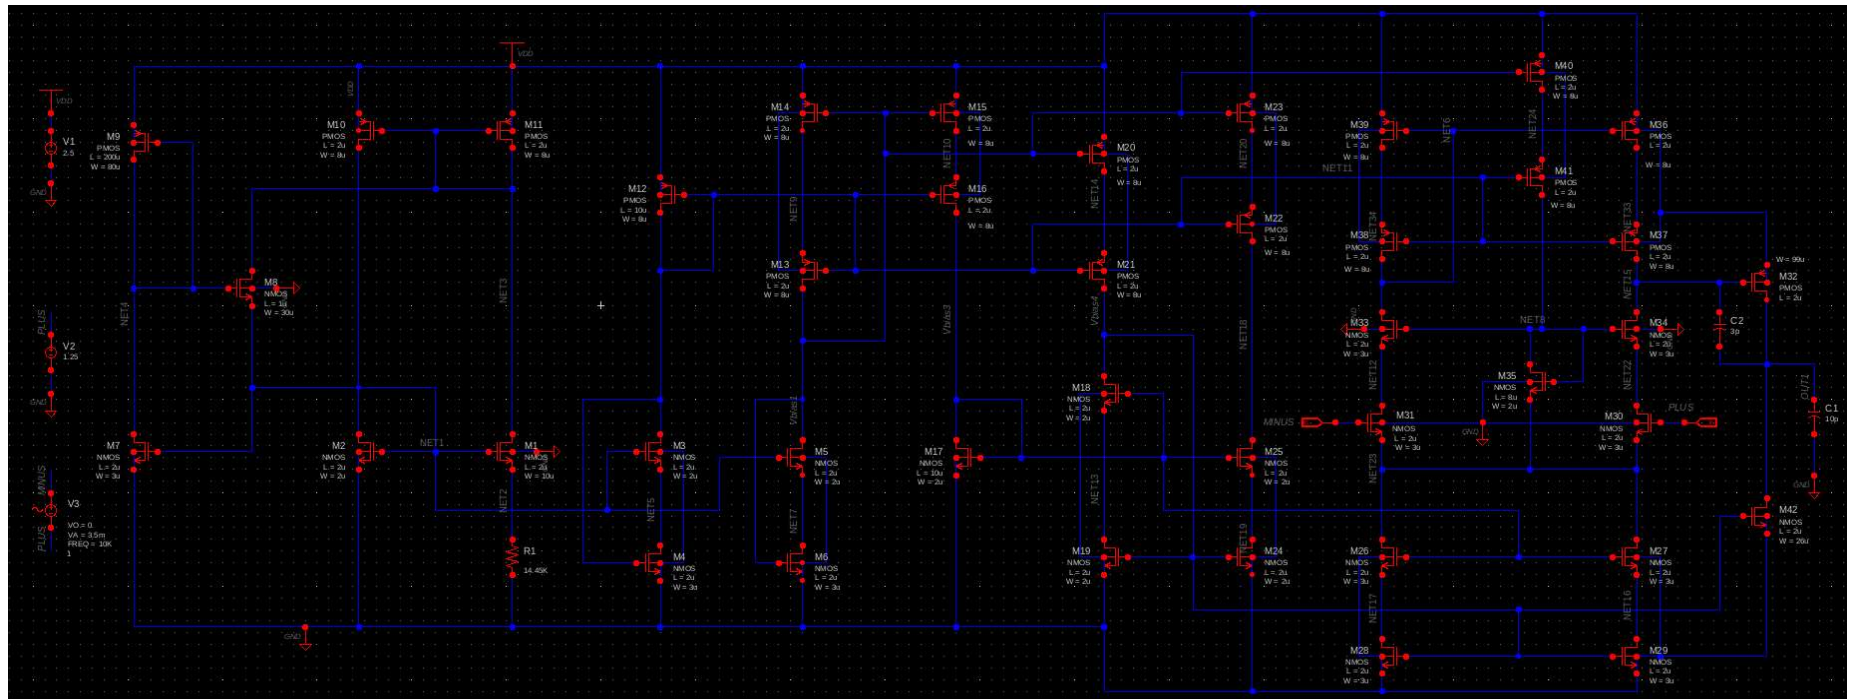 VDD
V1
2.5
GND
PLUS
V2
1.25
GND
MINUS
V3
PLUS
VO = 0.
VA = 3.5m
FREQ = 10K
1
M9
PMOS
L = 200u
W = 80u
NET4
M7
NMOS
L = 2u
W = 3u
M8
NMOS
W = 30u
GND
VDD
M10
PMOS
L = 2u
W = 8u
M2
NMOS
L = 2u
W = 2u
NET1
VDD
M11
PMOS
L = 2u
W = 8u
NET3
M1
NMOS
L = 2u
W = 10u
NET2
R1
14.45K
M12
PMOS
L = 10u
W = 8u
M3
NMOS
L = 2u
W = 2u
NET5
M4
NMOS
L = 2u
W = 3u
M14
PMOS
L = 2u
W = 8u
NET9
M13
PMOS
L = 2u
W = 8u
Vbias1
M5
NMOS
L = 2u
W = 2u
NET7
M6
NMOS
L = 2u
W = 3u
M15
PMOS
L = 2u
W = 8u
NET10
M16
PMOS
L = 2u
W = 8u
Vbias3
M17
NMOS
L = 10u
W = 2u
M20
PMOS
L = 2u
W = 8u
NET14
M21
PMOS
L = 2u
W = 8u
Vbias4
M18
NMOS
L = 2u
W = 2u
NET13
M19
NMOS
L = 2u
W = 2u
M23
PMOS
L = 2u
W = 8u
NET20
M22
PMOS
L = 2u
W = 8u
NET18
M25
NMOS
L = 2u
W = 2u
NET19
M24
NMOS
L = 2u
W = 2u
M39
PMOS
L = 2u
W = 8u
NET11
NET6
NET34
M38
PMOS
L = 2u
W = 8u
GND
M33
NMOS
L = 2u
W = 3u
NET12
MINUS
M31
NMOS
L = 2u
W = 3u
NET23
M26
NMOS
L = 2u
W = 3u
NET17
M28
NMOS
L = 2u
W = 3u
M40
PMOS
L = 2u
W = 8u
NET24
M41
PMOS
L = 2u
W = 8u
NET8
M35
NMOS
L = 8u
W = 2u
GND
M36
PMOS
L = 2u
W = 8u
NET33
M37
PMOS
L = 2u
W = 8u
NET15
M34
NMOS
L = 2u
W = 3u
NET22
PLUS
M30
NMOS
L = 2u
W = 3u
M27
NMOS
L = 2u
W = 3u
NET16
M29
NMOS
L = 2u
W = 3u
W = 99u
M32
PMOS
L = 2u
C2
3p
OUT1
C1
10p
GND
M42
NMOS
L = 2u
W = 26u